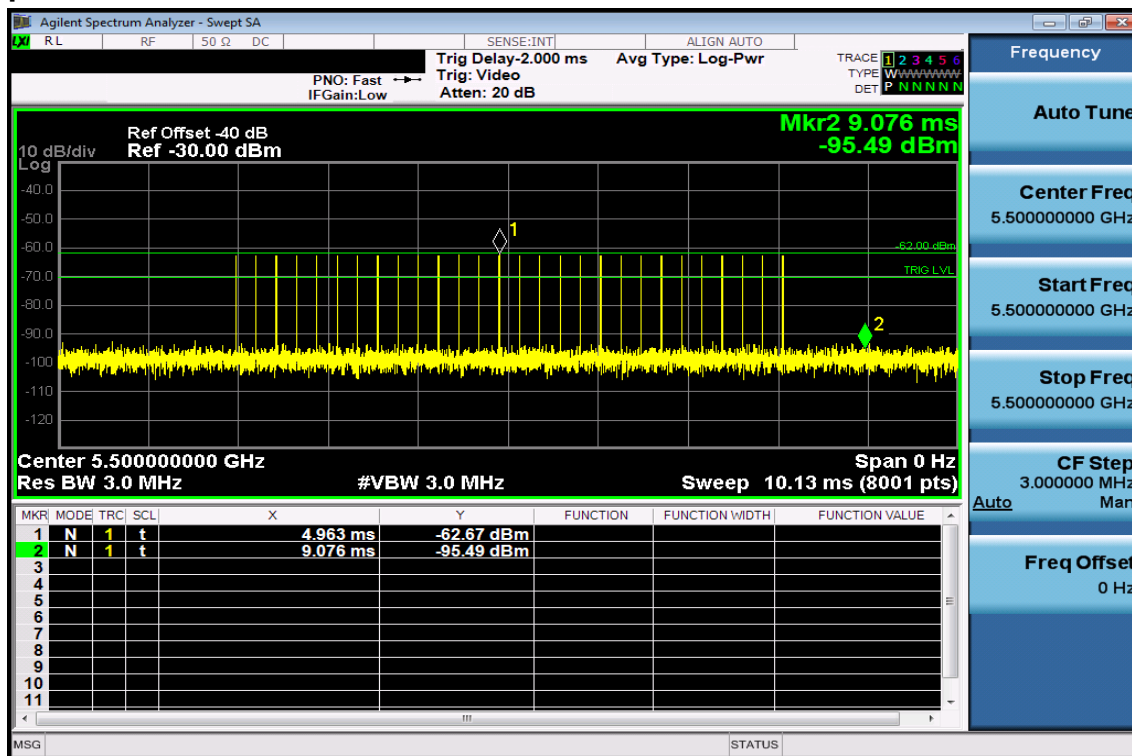 Agilent Spectrum Analyzer - Swept SA
LXI RL RF 50 Ω DC SENSE:INT ALIGN AUTO
Trig Delay-2.000 ms Avg Type: Log-Pwr TRACE 1 2 3 4 5 6
PNO: Fast Trig: Video TYPE WWWWWW
IFGain:Low Atten: 20 dB DET P N N N N N
Frequency
Auto Tune
Center Freq
5.500000000 GHz
Start Freq
5.500000000 GHz
Stop Freq
5.500000000 GHz
CF Step
3.000000 MHz
Auto Man
Freq Offset
0 Hz
Mkr2 9.076 ms
-95.49 dBm
Ref Offset -40 dB
10 dB/div Ref -30.00 dBm
Log
-40.0
-50.0
1
-60.0
-62.00 dBm
-70.0
TRIG LVL
-80.0
-90.0
2
-100
-110
-120
Center 5.500000000 GHz Span 0 Hz
Res BW 3.0 MHz #VBW 3.0 MHz Sweep 10.13 ms (8001 pts)
MKR MODE TRC SCL X Y FUNCTION FUNCTION WIDTH FUNCTION VALUE
1 N 1 t 4.963 ms -62.67 dBm
2 N 1 t 9.076 ms -95.49 dBm
3
4
5
6
7
8
9
10
11
MSG STATUS